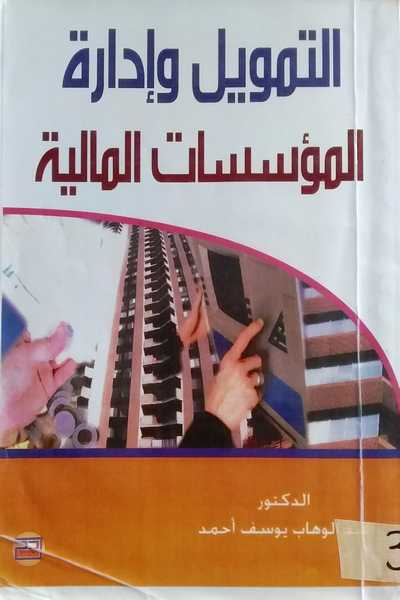 التمويل وإدارة
المؤسسات المالية
الدكتور
الوهاب يوسف أحمد
3